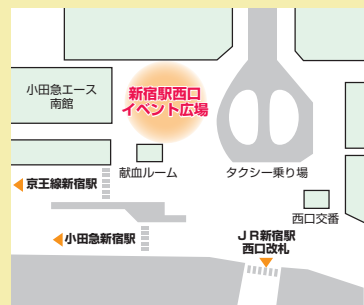 小田急エース
南館
新宿駅西口
イベント広場
献血ルーム
タクシー乗り場
京王線新宿駅
西口交番
小田急新宿駅
JR新宿駅
西口改札